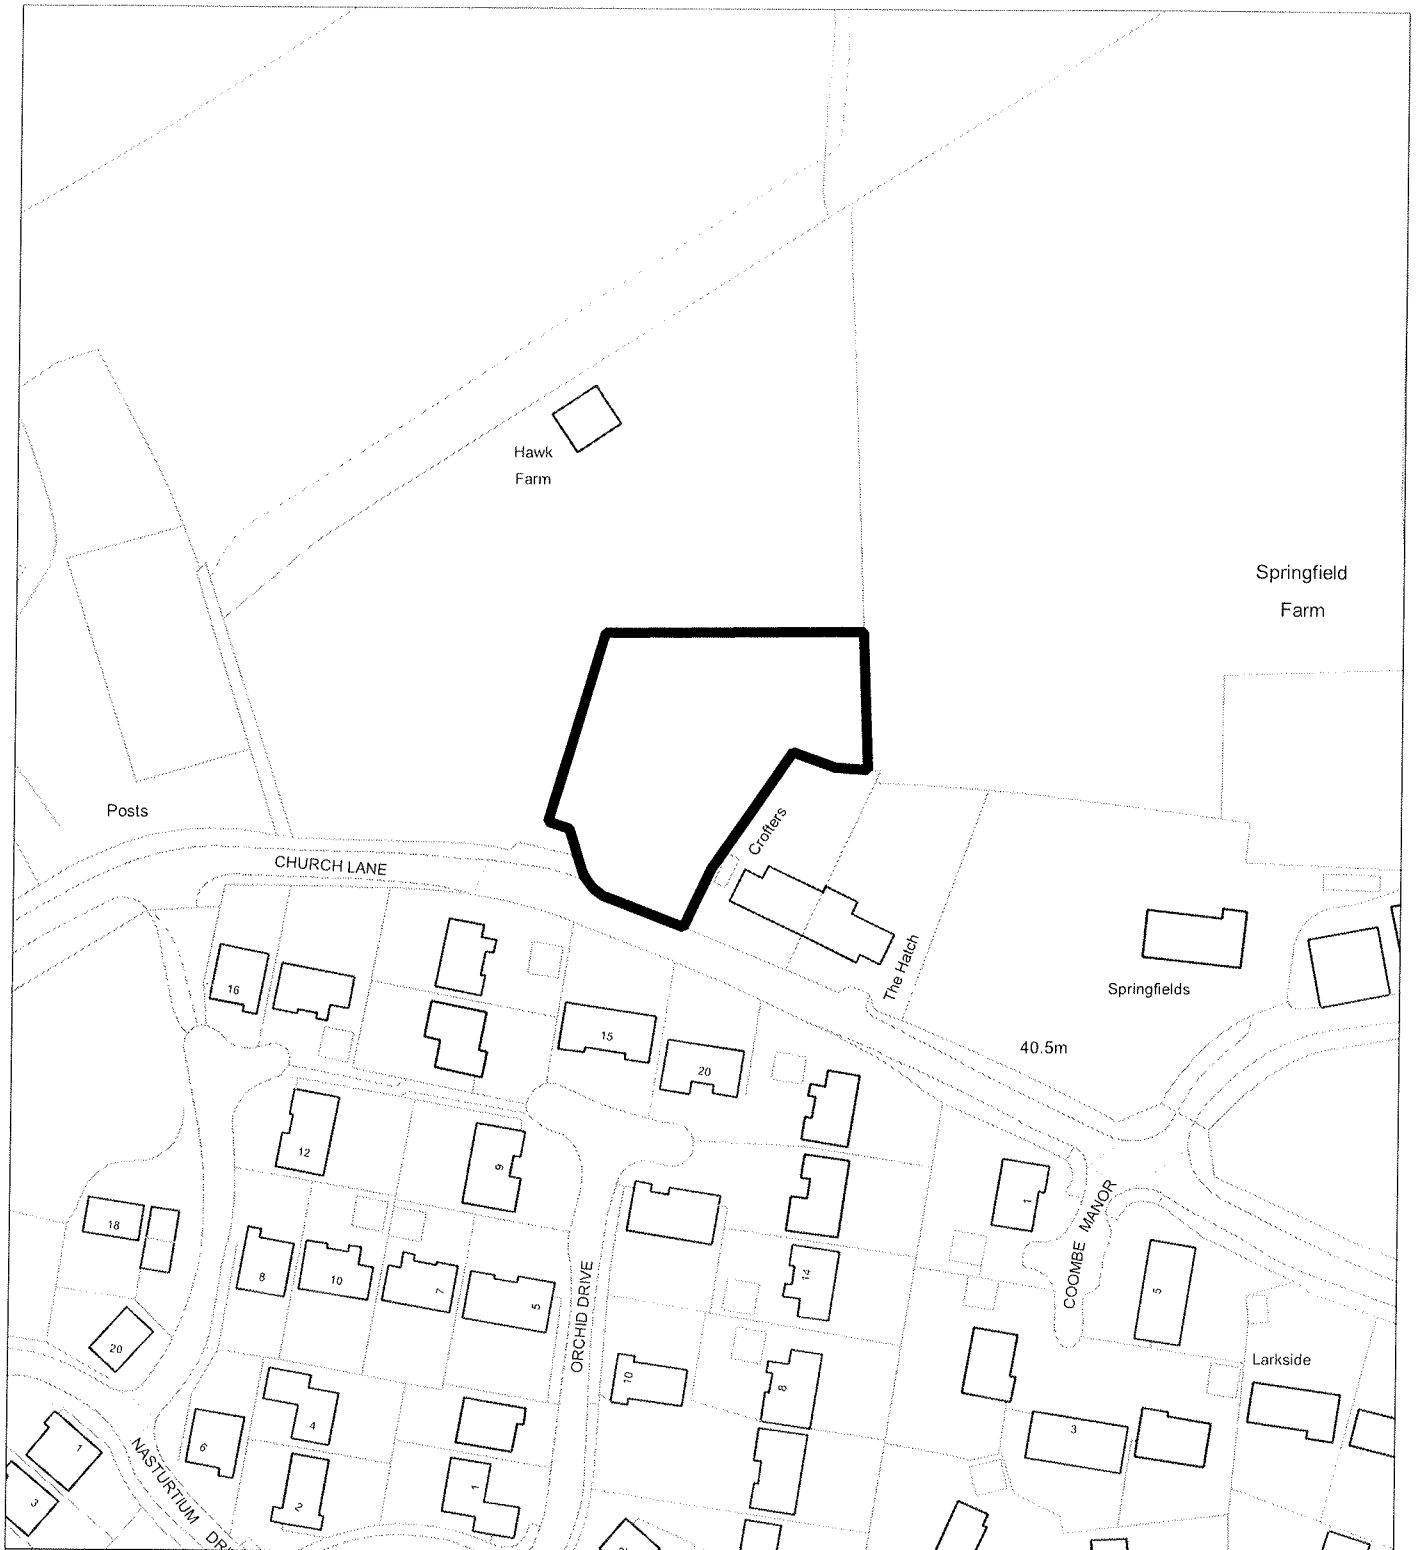 Hawk
Farm
Springfield
Farm
Posts
CHURCH LANE
Crofters
The Hatch
Springfields
40.5m
16
15
20
12
9
18
8
10
7
5
20
14
10
8
1
5
COOMBE MANOR
ORCHID DRIVE
Larkside
3
4
6
2
1
1
3
NASTURTIUM